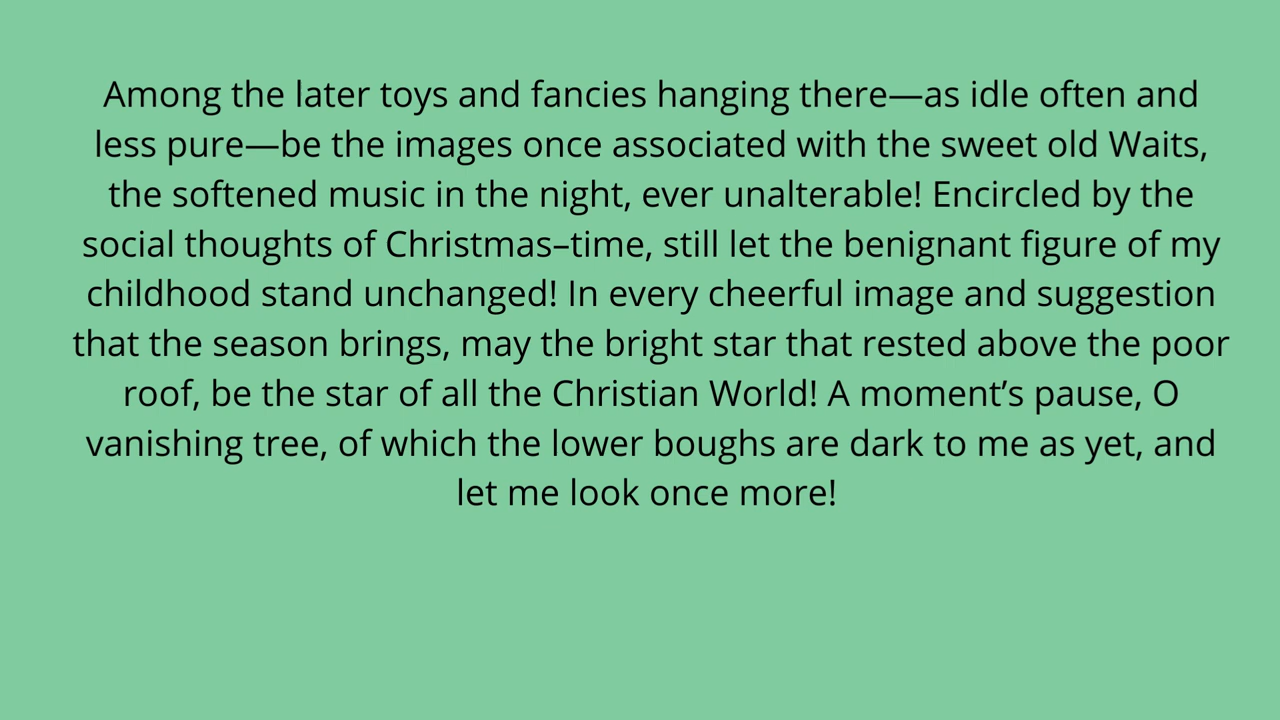 Among the later toys and fancies hanging there—as idle often and
less pure—be the images once associated with the sweet old Waits,
the softened music in the night, ever unalterable! Encircled by the
social thoughts of Christmas–time, still let the benignant figure of my
childhood stand unchanged! In every cheerful image and suggestion
that the season brings, may the bright star that rested above the poor
roof, be the star of all the Christian World! A moment’s pause, O
vanishing tree, of which the lower boughs are dark to me as yet, and
let me look once more!